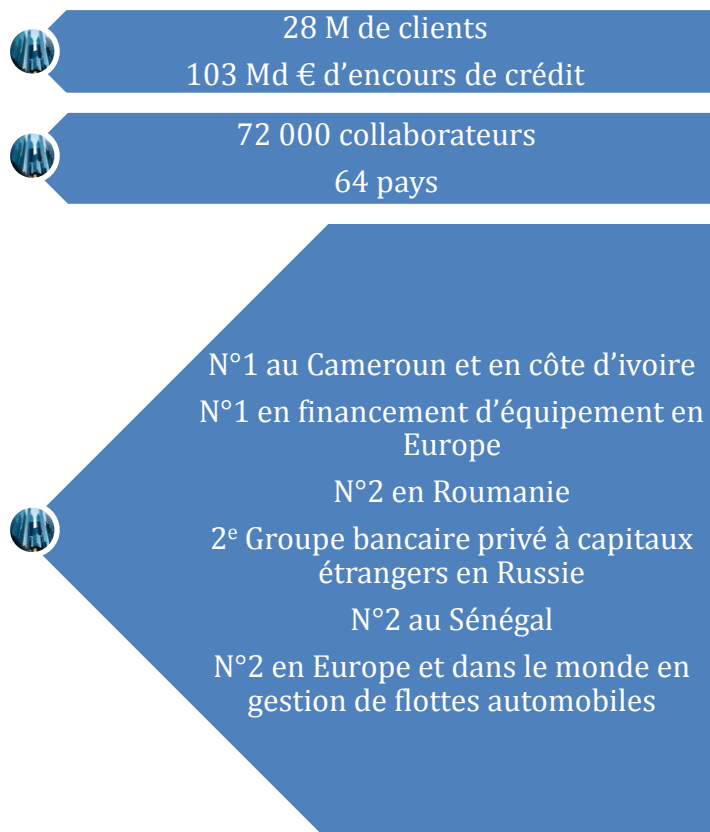 28 M de clients
103 Md € d’encours de crédit
72 000 collaborateurs
64 pays
N°1 au Cameroun et en côte d’ivoire
N°1 en financement d’équipement en
Europe
N°2 en Roumanie
2e Groupe bancaire privé à capitaux
étrangers en Russie
N°2 au Sénégal
N°2 en Europe et dans le monde en
gestion de flottes automobiles